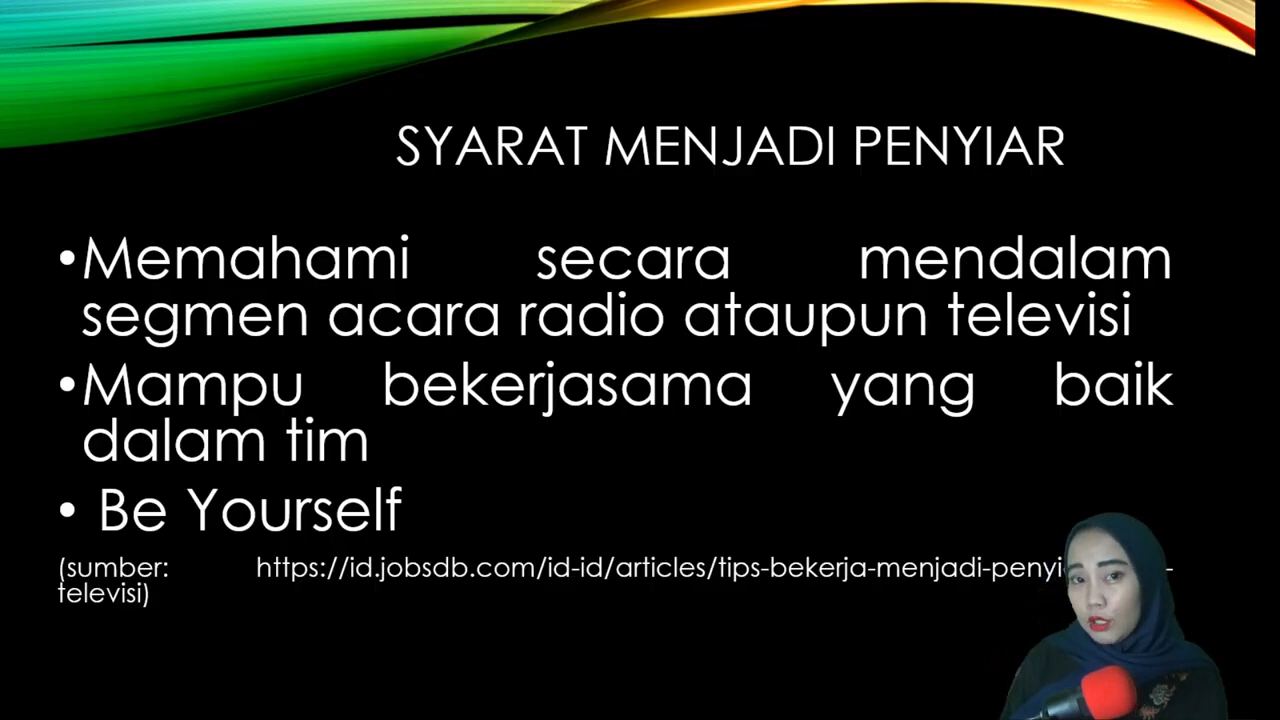 SYARAT MENJADI PENYIAR
•Memahami secara mendalam
segmen acara radio ataupun televisi
•Mampu bekerjasama yang baik
dalam tim
• Be Yourself
(sumber: https://id.jobsdb.com/id-id/articles/tips-bekerja-menjadi-
televisi)